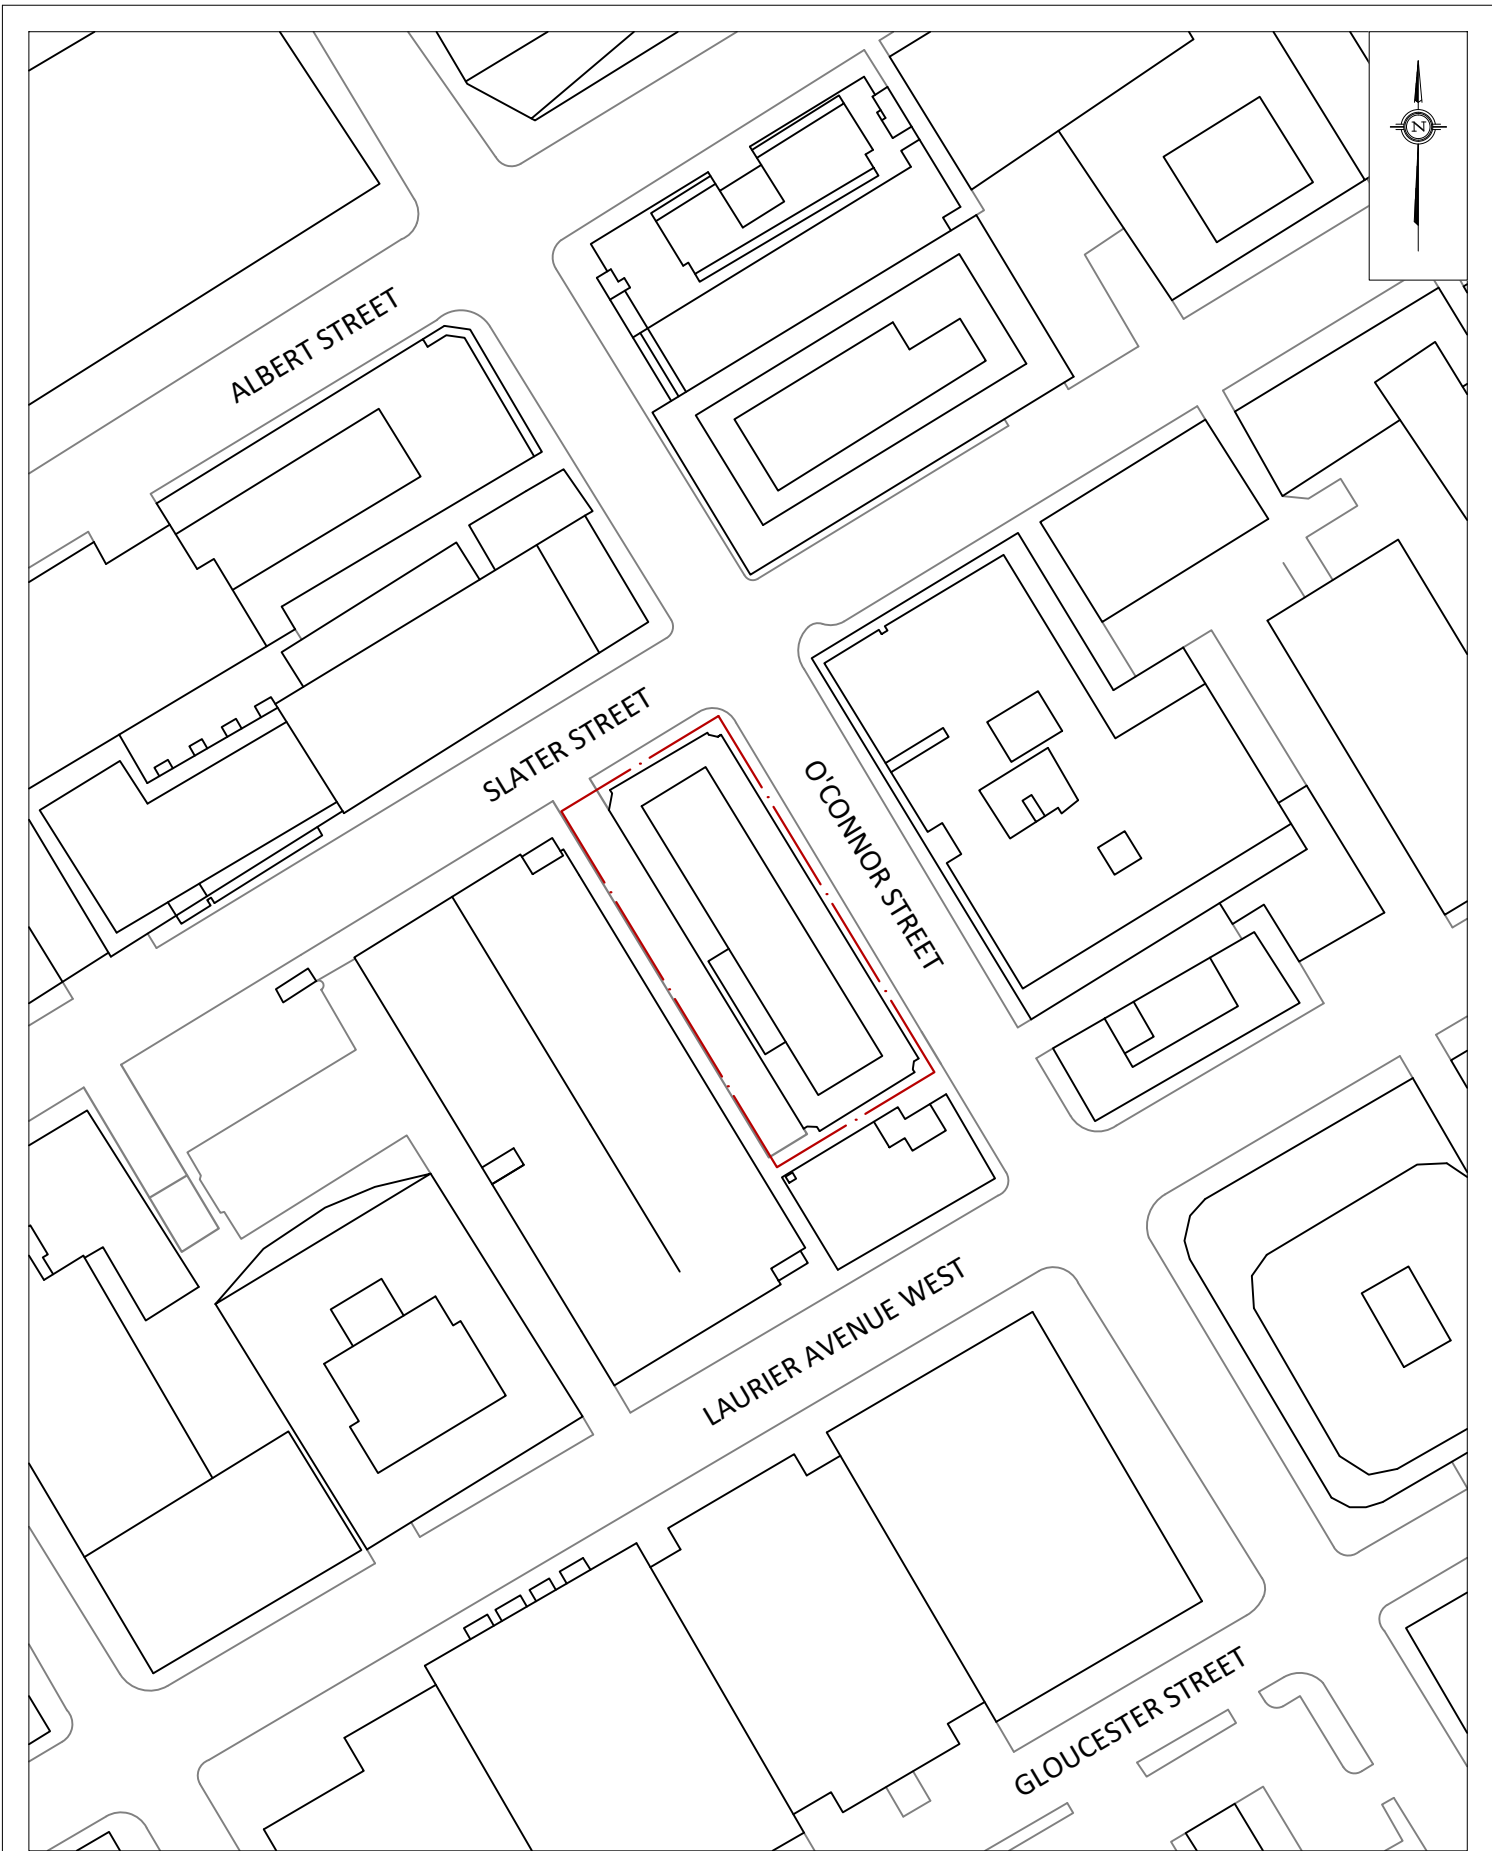 N
ALBERT STREET
SLATER STREET
O'CONNOR STREET
LAURIER AVENUE WEST
GLOUCESTER STREET